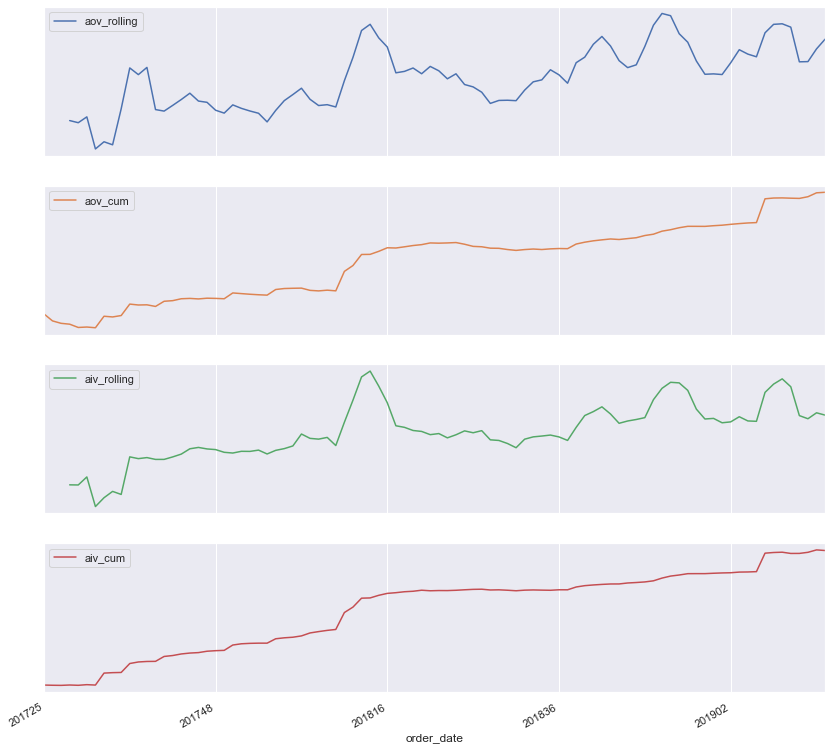 aov_rolling
aov_cum
aiv_rolling
aiv_cum
201725
201748
201816
201836
201902
order_date